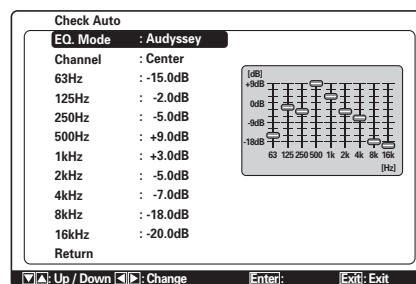 Check Auto
EQ. Mode : Audyssey
Channel : Center
63Hz : -15.0dB
125Hz : -2.0dB
250Hz : -5.0dB
500Hz : +9.0dB
1kHz : +3.0dB
2kHz : -5.0dB
4kHz : -7.0dB
8kHz : -18.0dB
16kHz : -20.0dB
Return
[dB]
+9dB
0dB
-9dB
-18dB
63 125 250 500 1k 2k 4k 8k 16k
[Hz]
▼▲: Up / Down ◀▶: Change Enter: Exit: Exit